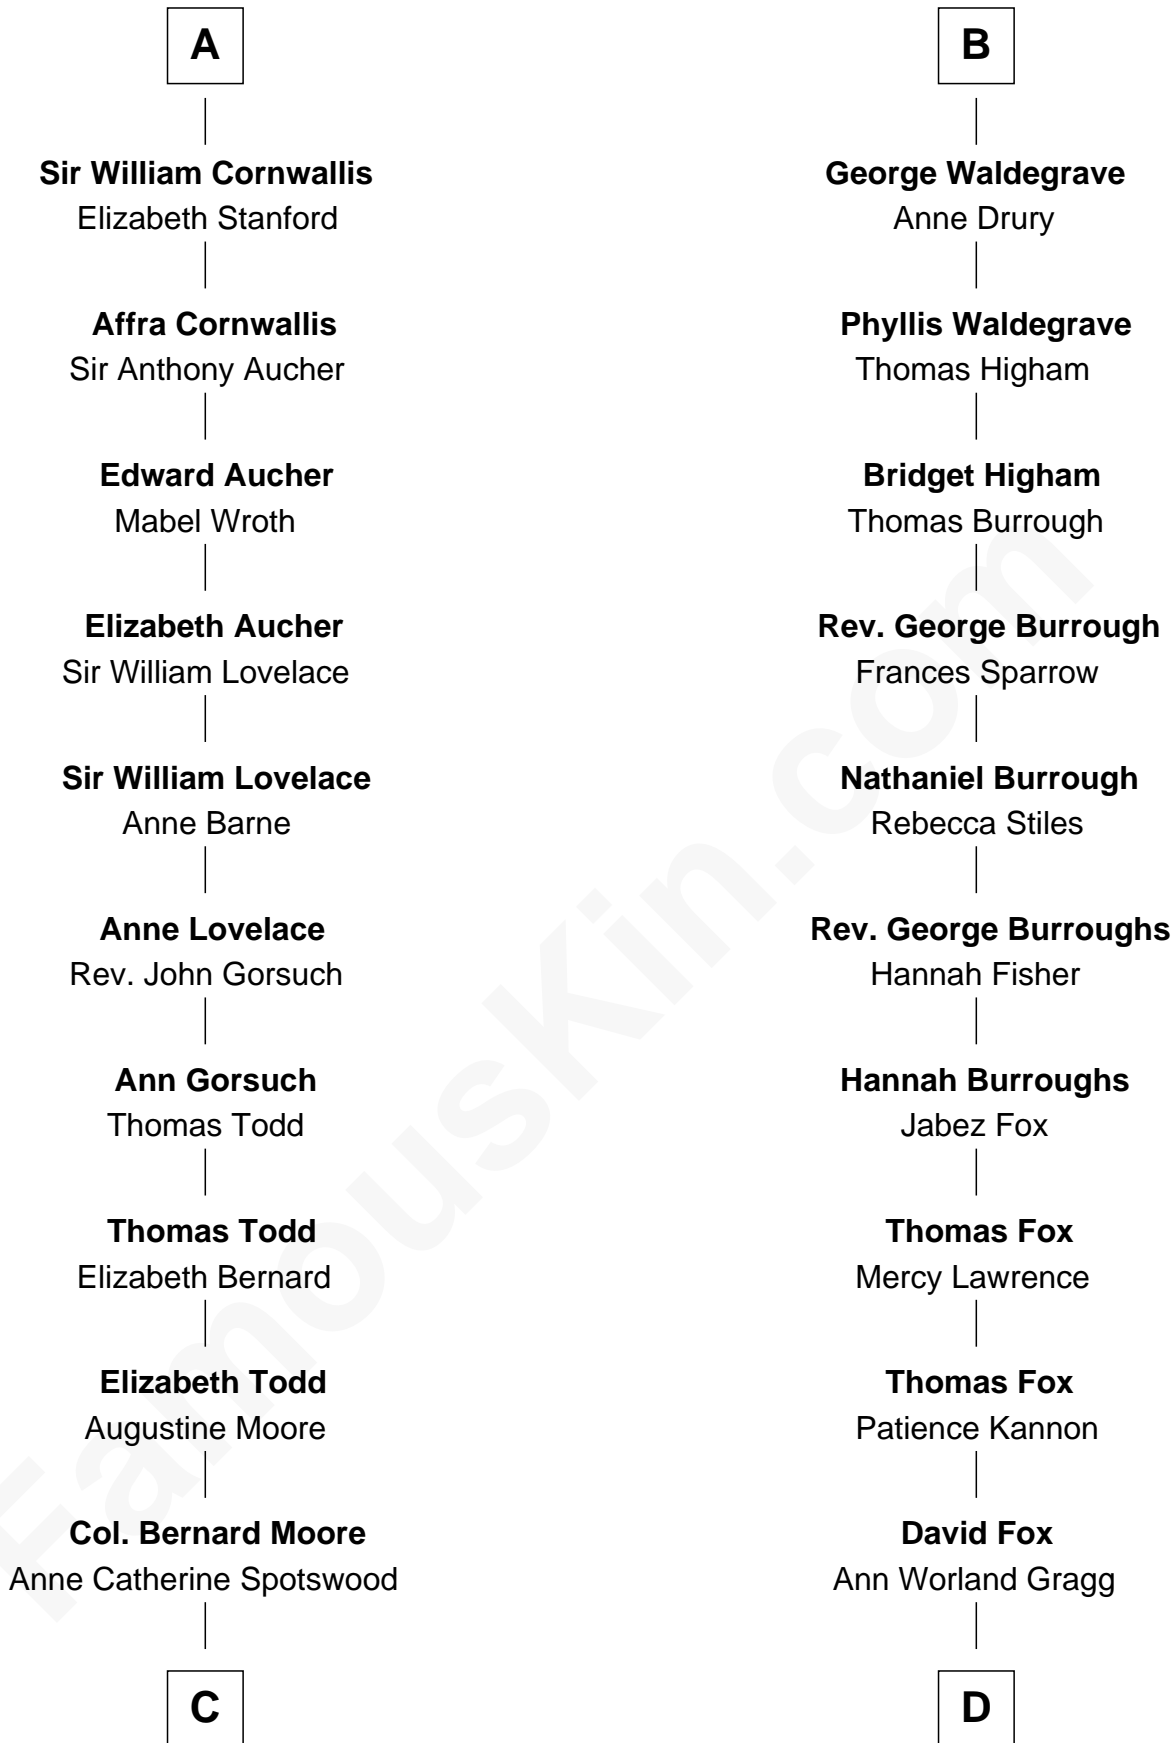 A
Sir William Cornwallis
Elizabeth Stanford
Affra Cornwallis
Sir Anthony Aucher
Edward Aucher
Mabel Wroth
Elizabeth Aucher
Sir William Lovelace
Sir William Lovelace
Anne Barne
Anne Lovelace
Rev. John Gorsuch
Ann Gorsuch
Thomas Todd
Thomas Todd
Elizabeth Bernard
Elizabeth Todd
Augustine Moore
Col. Bernard Moore
Anne Catherine Spotswood
C
B
George Waldegrave
Anne Drury
Phyllis Waldegrave
Thomas Higham
Bridget Higham
Thomas Burrough
Rev. George Burrough
Frances Sparrow
Nathaniel Burrough
Rebecca Stiles
Rev. George Burroughs
Hannah Fisher
Hannah Burroughs
Jabez Fox
Thomas Fox
Mercy Lawrence
Thomas Fox
Patience Kannon
David Fox
Ann Worland Gragg
D
FamousKin.com